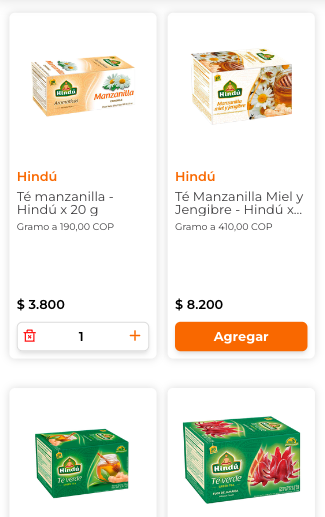 Hindú
Aromática
Manzanilla
Hindú
Manzanilla
miel y jengibre
Hindú
Té manzanilla -
Hindú x 20 g
Gramo a 190,00 COP
$ 3.800
1
+
Hindú
Té Manzanilla Miel y
Jengibre - Hindú x...
Gramo a 410,00 COP
$ 8.200
Agregar
Hindú
Té Verde
Hindú
Té Verde